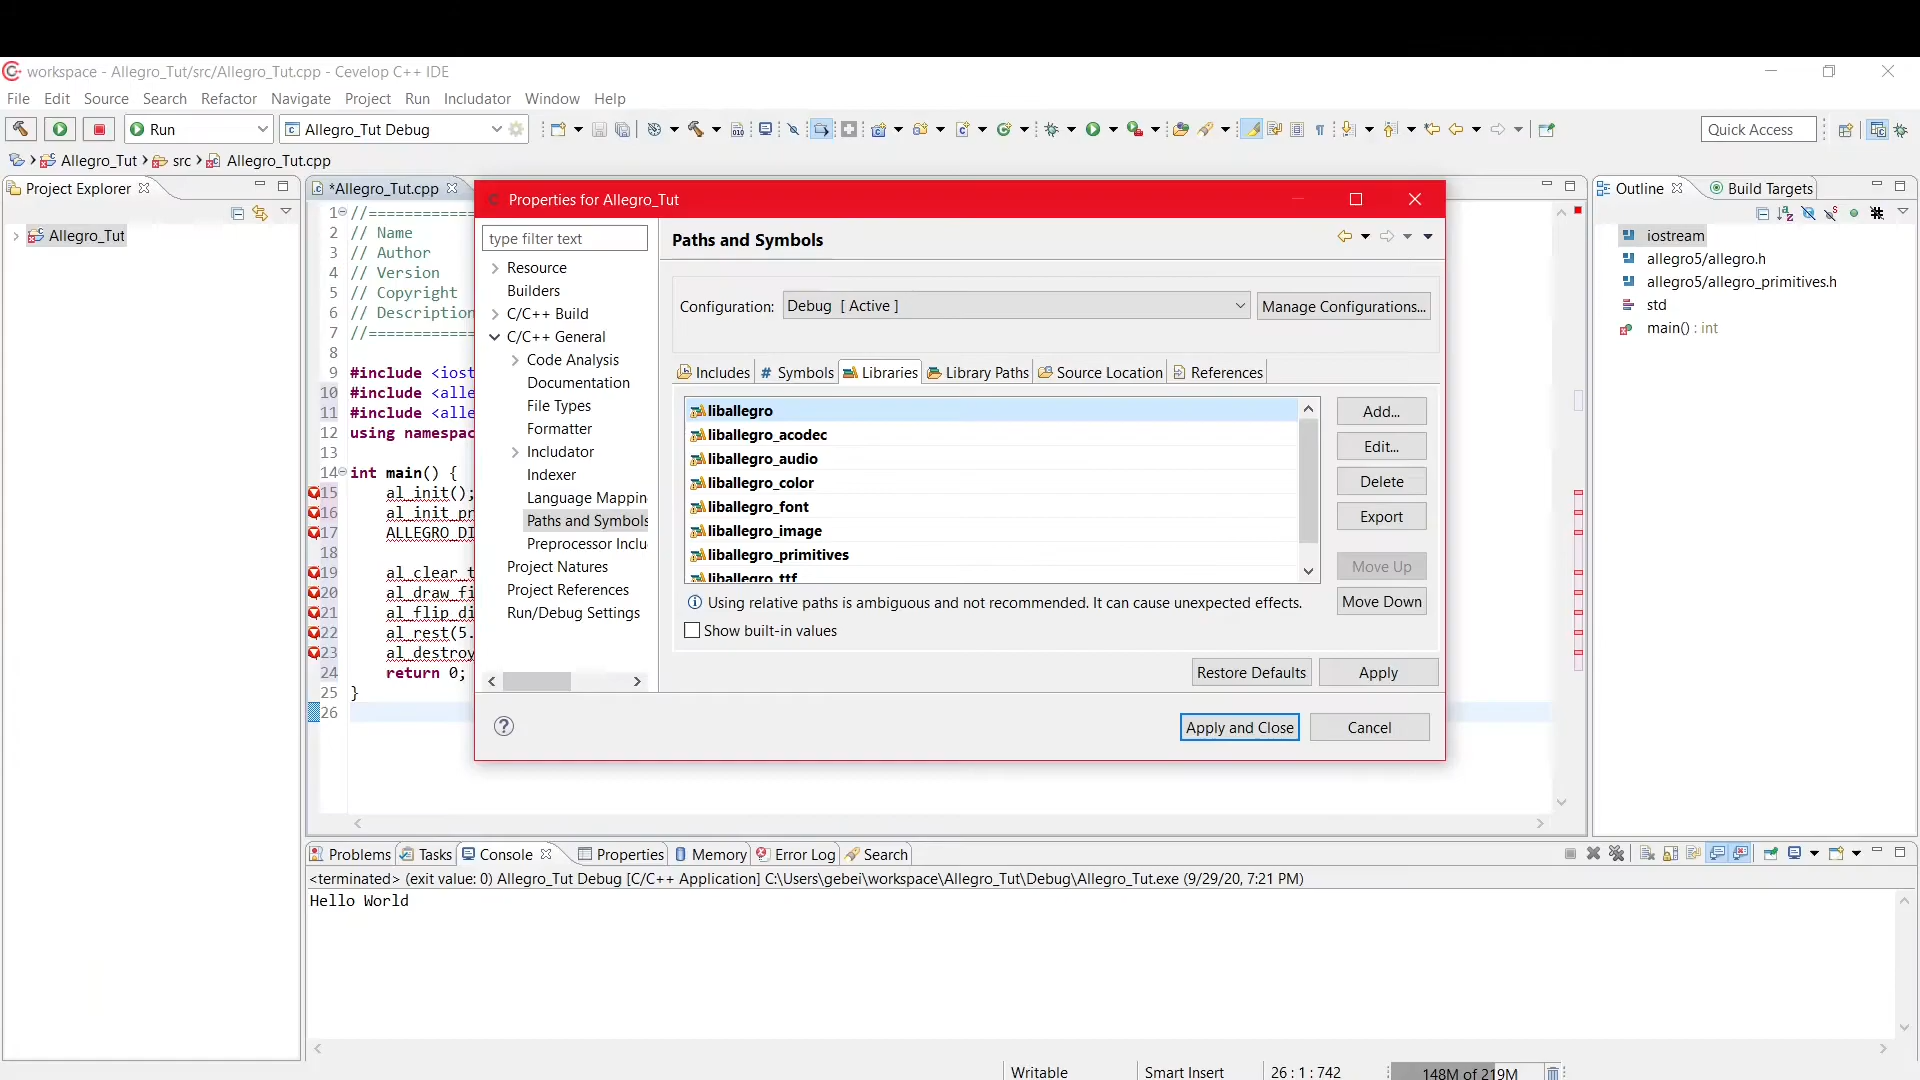 workspace - Allegro_Tut/src/Allegro_Tut.cpp - Cevelop C++ IDE
File Edit Source Search Refactor Navigate Project Run Includator Window Help
Run Allegro_Tut Debug Quick Access
Allegro_Tut src Allegro_Tut.cpp
Project Explorer
Allegro_Tut
*Allegro_Tut.cpp
1 //============
2 // Name
3 // Author
4 // Version
5 // Copyright
6 // Description
7 //============
8
9 #include <iost
10 #include <alle
11 #include <alle
12 using namespac
13
14 int main() {
15 al_init();
16 al_init_pr
17 ALLEGRO_DI
18
19 al_clear_t
20 al_draw_fi
21 al_flip_di
22 al_rest(5.
23 al_destroy
24 return 0;
25 }
26
Properties for Allegro_Tut
type filter text
Resource
Builders
C/C++ Build
C/C++ General
Code Analysis
Documentation
File Types
Formatter
Includator
Indexer
Language Mappin
Paths and Symbols
Preprocessor Inclu
Project Natures
Project References
Run/Debug Settings
Paths and Symbols
Configuration: Debug [ Active ] Manage Configurations...
Includes # Symbols Libraries Library Paths Source Location References
liballegro
liballegro_acodec
liballegro_audio
liballegro_color
liballegro_font
liballegro_image
liballegro_primitives
liballegro_ttf
Add...
Edit...
Delete
Export
Move Up
Move Down
Using relative paths is ambiguous and not recommended. It can cause unexpected effects.
Show built-in values
Restore Defaults Apply
Apply and Close Cancel
Outline Build Targets
iostream
allegro5/allegro.h
allegro5/allegro_primitives.h
std
main() : int
Problems Tasks Console Properties Memory Error Log Search
<terminated> (exit value: 0) Allegro_Tut Debug [C/C++ Application] C:\Users\gebei\workspace\Allegro_Tut\Debug\Allegro_Tut.exe (9/29/20, 7:21 PM)
Hello World
Writable Smart Insert 26 : 1 : 742 148M of 219M